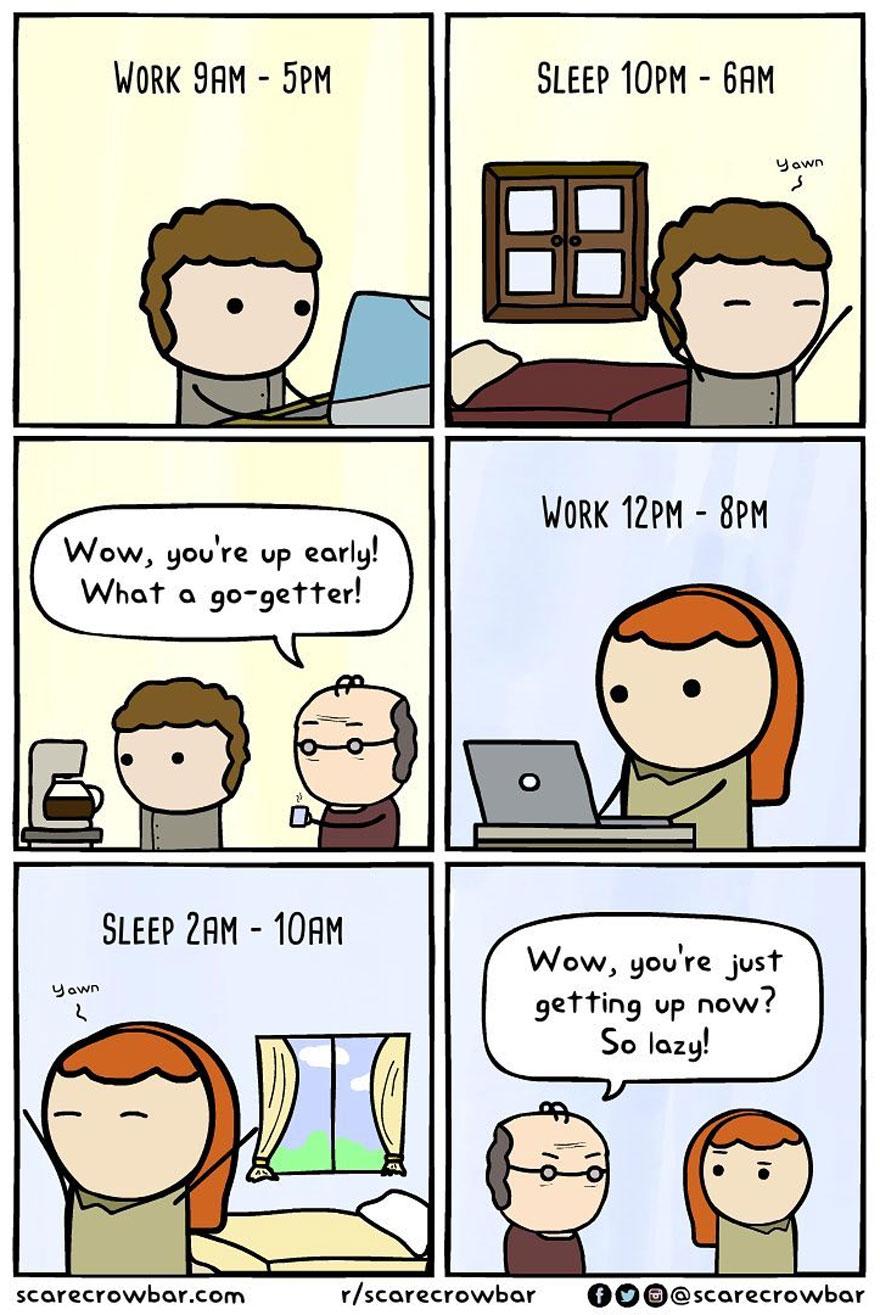 WORK 9AM - 5PM
SLEEP 10PM - 6AM
Yawn
Wow, you're up early!
What a go-getter!
WORK 12PM - 8PM
SLEEP 2AM - 10AM
Yawn
Wow, you're just
getting up now?
So lazy!
scarecrowbar.com
r/scarecrowbar
@scarecrowbar